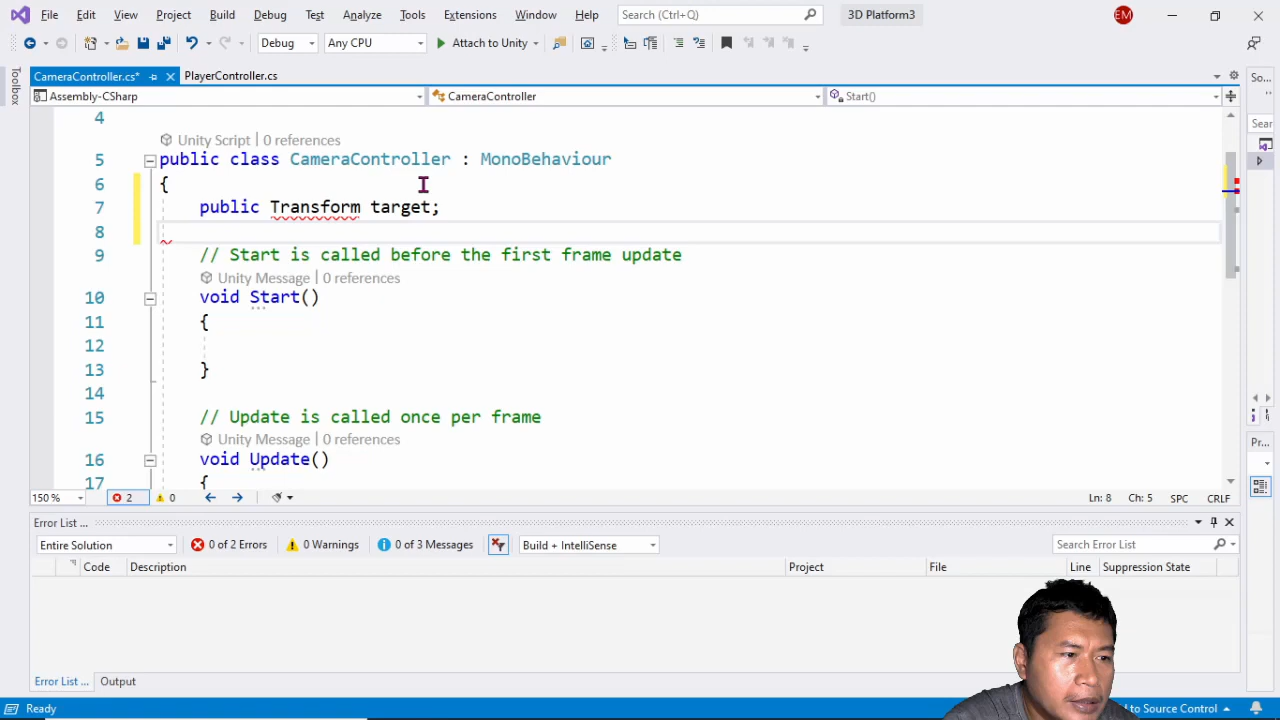 File Edit View Project Build Debug Test Analyze Tools Extensions Window Help Search (Ctrl+Q) 3D Platform3 EM
Debug Any CPU Attach to Unity
CameraController.cs* PlayerController.cs So...
Toolbox
Assembly-CSharp CameraController Start()
4
Sear
Unity Script | 0 references
5 public class CameraController : MonoBehaviour
6 {
7 public Transform target;
8
9 // Start is called before the first frame update
Unity Message | 0 references
10 void Start()
11 {
12
13 }
14
15 // Update is called once per frame
Unity Message | 0 references
16 void Update()
17 {
Pr...
150 % 2 0 Ln: 8 Ch: 5 SPC CRLF
Error List ...
Entire Solution 0 of 2 Errors 0 Warnings 0 of 3 Messages Build + IntelliSense Search Error List
Code Description Project File Line Suppression State
Error List ... Output
Ready l to Source Control